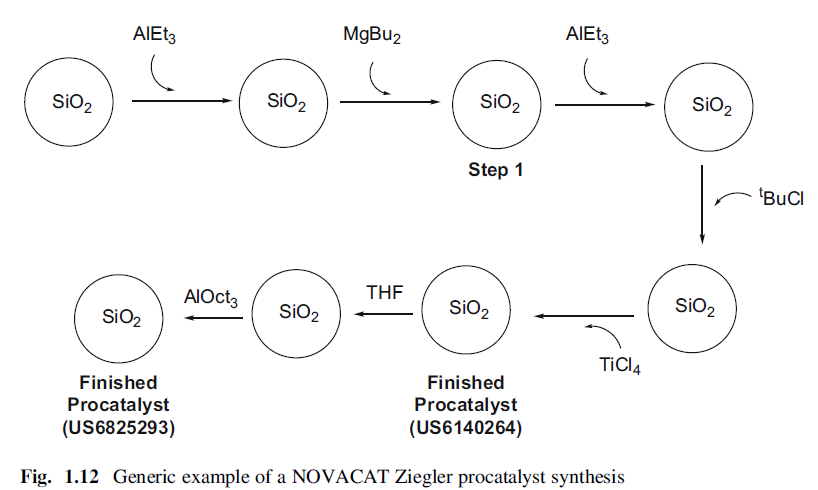 AlEt3
MgBu2
AlEt3
SiO2
SiO2
SiO2
SiO2
Step 1
tBuCl
SiO2
TiCl4
SiO2
THF
SiO2
AlOct3
SiO2
Finished
Procatalyst
(US6140264)
Finished
Procatalyst
(US6825293)
Fig. 1.12 Generic example of a NOVACAT Ziegler procatalyst synthesis